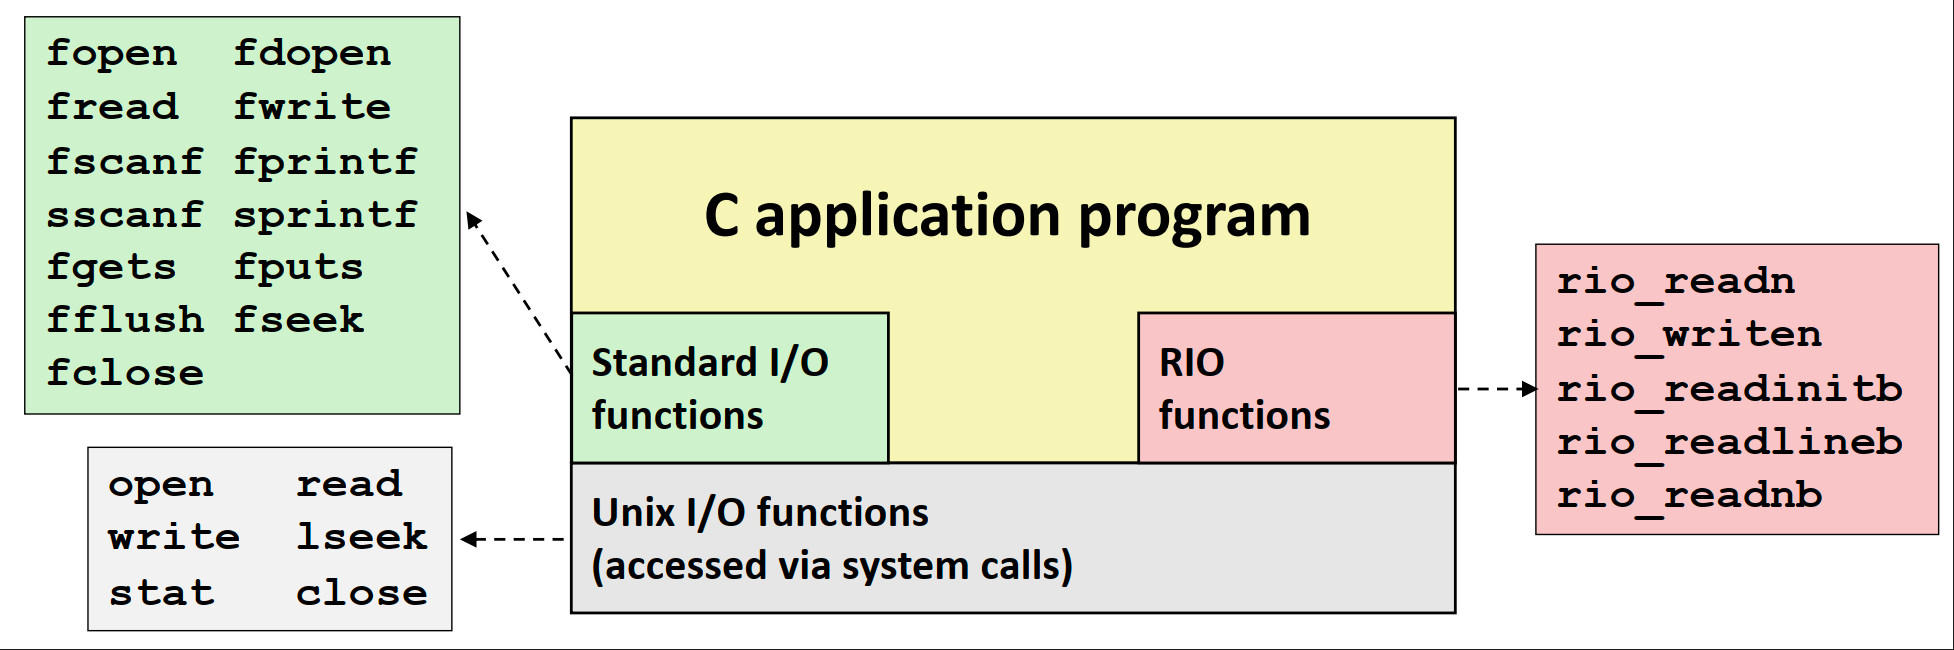 fopen fdopen
fread fwrite
fscanf fprintf
sscanf sprintf
fgets fputs
fflush fseek
fclose
C application program
Standard I/O
functions
RIO
functions
rio_readn
rio_writen
rio_readinitb
rio_readlineb
rio_readnb
open read
write lseek
stat close
Unix I/O functions
(accessed via system calls)